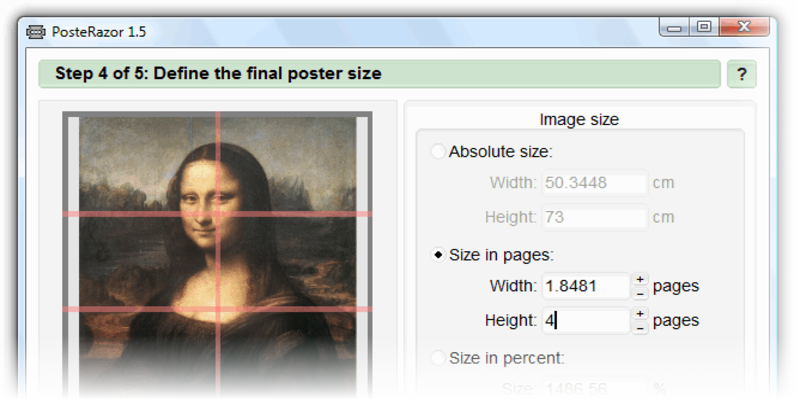 PosteRazor 1.5
Step 4 of 5: Define the final poster size
?
Image size
Absolute size:
Width: 50.3448 cm
Height: 73 cm
Size in pages:
Width: 1.8481 + − pages
Height: 4 + − pages
Size in percent:
Size: 1486.56 %